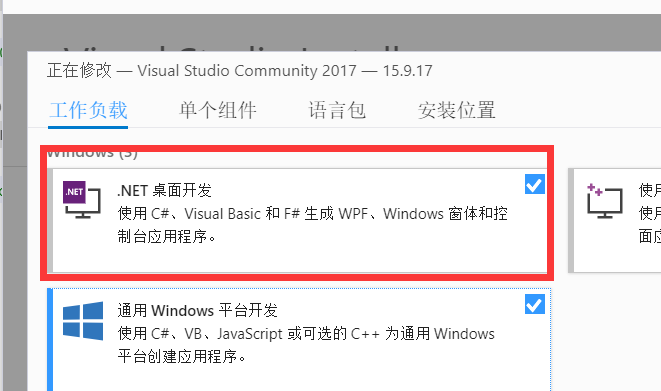 正在修改 — Visual Studio Community 2017 — 15.9.17
工作负载 单个组件 语言包 安装位置
Windows (3)
.NET
.NET 桌面开发
使用 C#、Visual Basic 和 F# 生成 WPF、Windows 窗体和控
制台应用程序。
使用
使用
面应
通用 Windows 平台开发
使用 C#、VB、JavaScript 或可选的 C++ 为通用 Windows
平台创建应用程序。